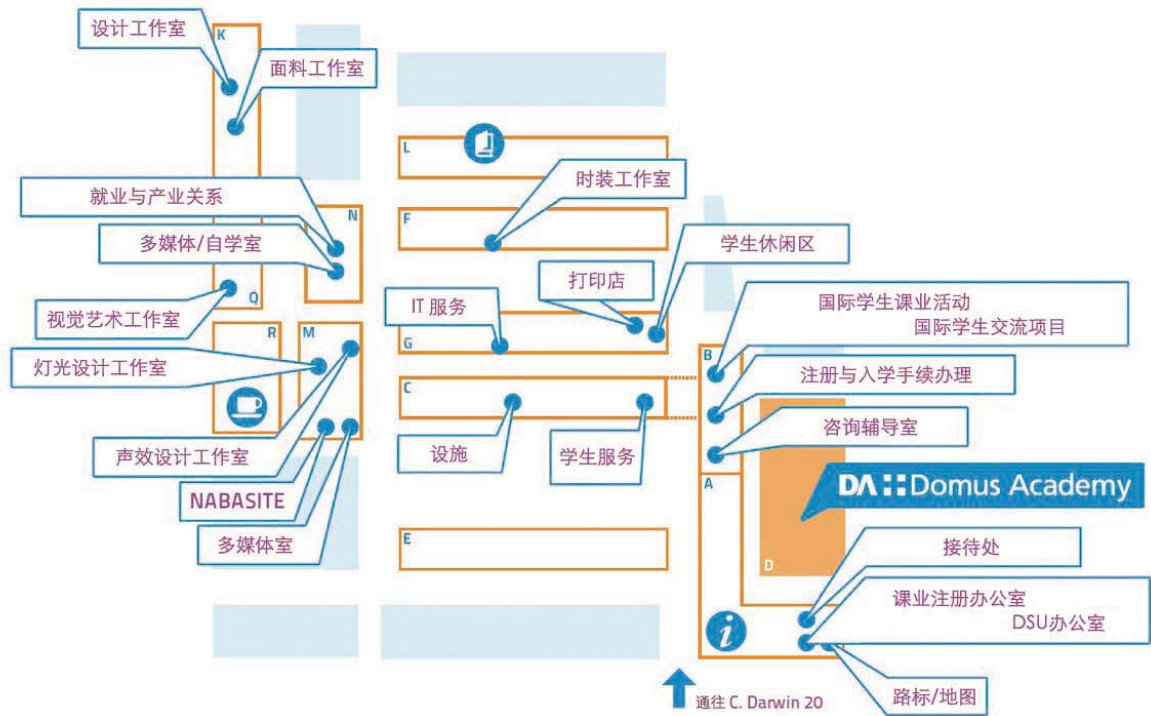 设计工作室
K
面料工作室
L
就业与产业关系
N
时装工作室
F
多媒体/自学室
学生休闲区
打印店
Q
视觉艺术工作室
IT 服务
国际学生课业活动
国际学生交流项目
R
M
G
B
灯光设计工作室
注册与入学手续办理
C
咨询辅导室
声效设计工作室
设施
学生服务
A
NABASITE
DA::Domus Academy
多媒体室
E
D
接待处
课业注册办公室
DSU办公室
i
通往 C. Darwin 20
路标/地图